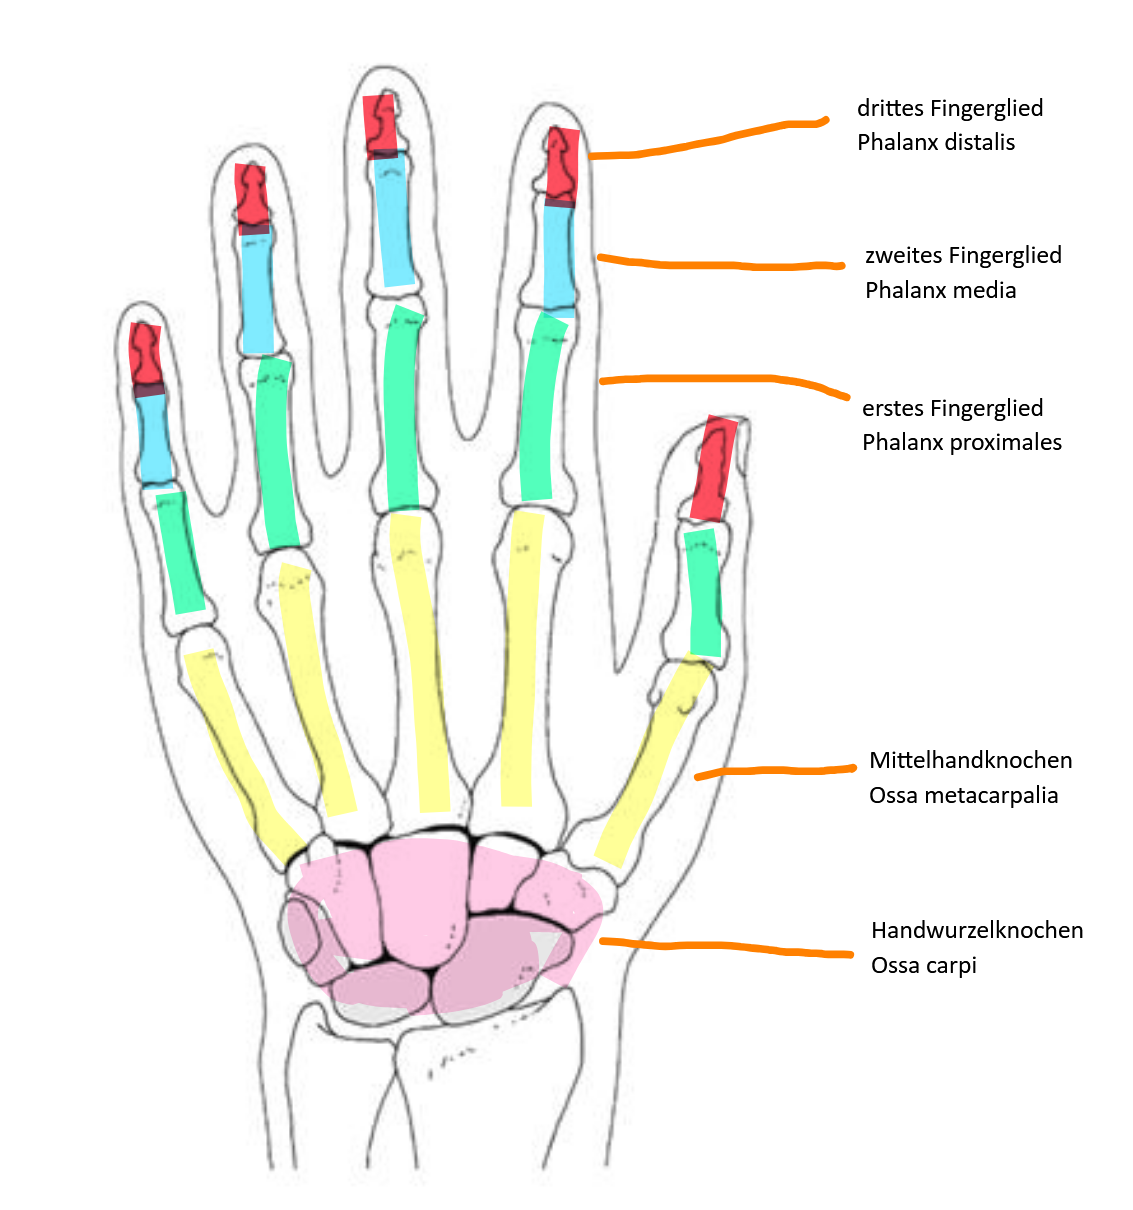 drittes Fingerglied
Phalanx distalis
zweites Fingerglied
Phalanx media
erstes Fingerglied
Phalanx proximales
Mittelhandknochen
Ossa metacarpalia
Handwurzelknochen
Ossa carpi